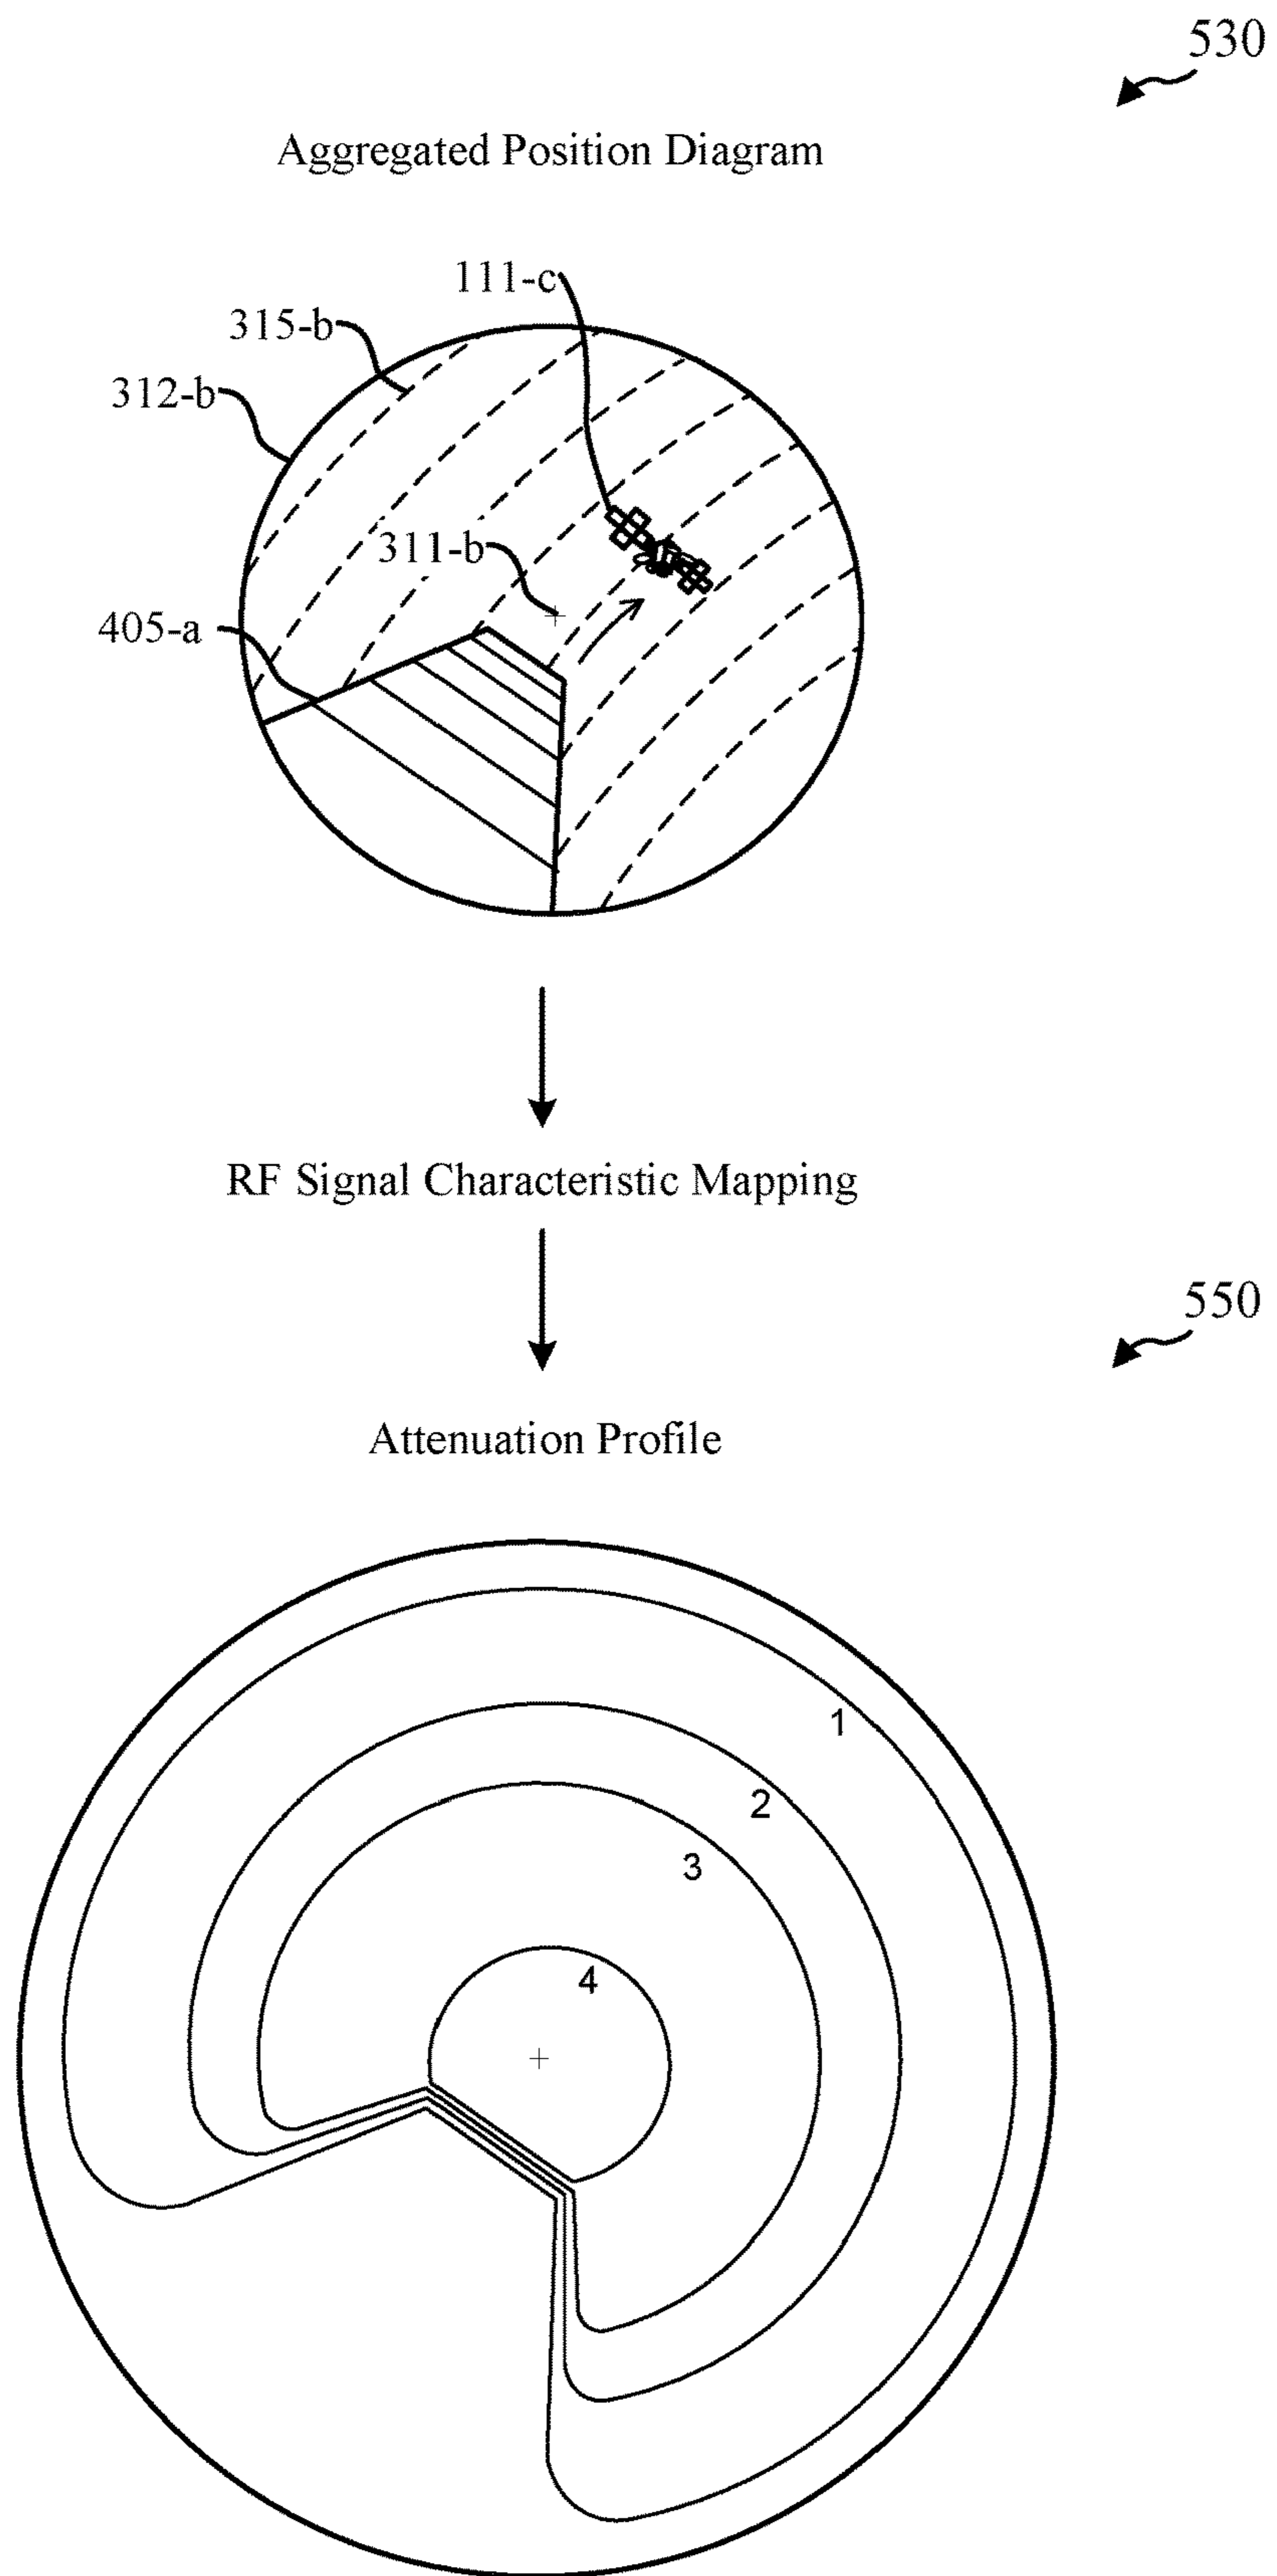 530
Aggregated Position Diagram
111-c
315-b
312-b
311-b
405-a
RF Signal Characteristic Mapping
550
Attenuation Profile
1
2
3
4